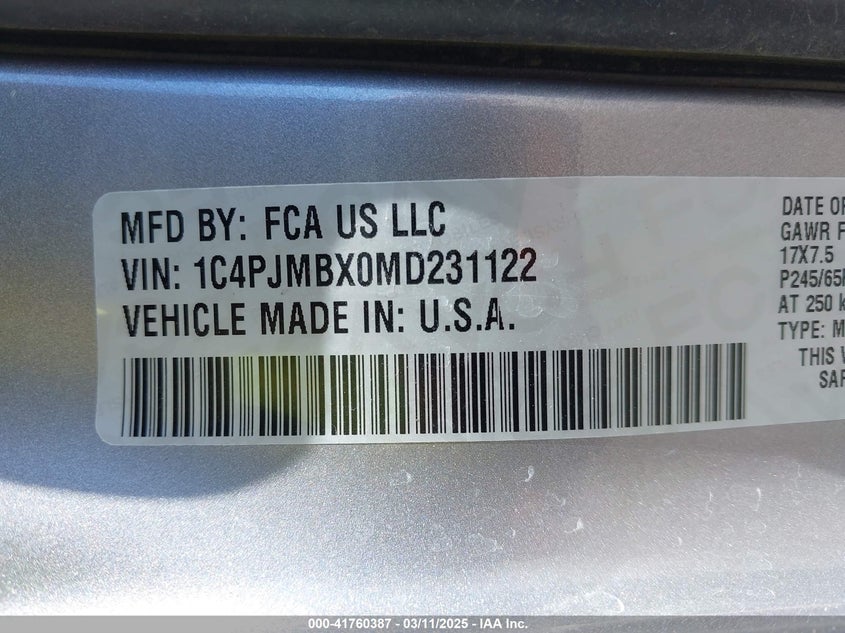 MFD BY: FCA US LLC
VIN: 1C4PJMBX0MD231122
VEHICLE MADE IN: U.S.A.
DATE OF
GAWR F
17X7.5
P245/65
AT 250 k
TYPE: M
THIS V
SAF
000-41760387 - 03/11/2025 - IAA Inc.